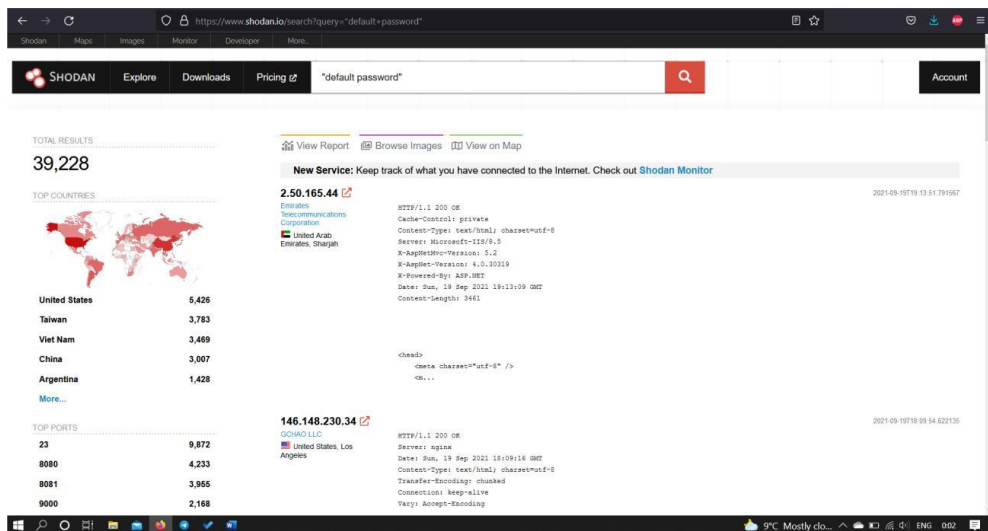 https://www.shodan.io/search?query="default+password"
ABP
Shodan Maps Images Monitor Developer More...
SHODAN Explore Downloads Pricing "default password" Account
TOTAL RESULTS
39,228
TOP COUNTRIES
United States 5,426
Taiwan 3,783
Viet Nam 3,469
China 3,007
Argentina 1,428
More...
TOP PORTS
23 9,872
8080 4,233
8081 3,955
9000 2,168
View Report Browse Images View on Map
New Service: Keep track of what you have connected to the Internet. Check out Shodan Monitor
2.50.165.44 2021-09-19T19:13:51.791567
Emirates
Telecommunications
Corporation
United Arab
Emirates, Sharjah
HTTP/1.1 200 OK
Cache-Control: private
Content-Type: text/html; charset=utf-8
Server: Microsoft-IIS/8.5
X-AspNetMvc-Version: 5.2
X-AspNet-Version: 4.0.30319
X-Powered-By: ASP.NET
Date: Sun, 19 Sep 2021 19:13:09 GMT
Content-Length: 3461
<head>
<meta charset="utf-8" />
<m...
146.148.230.34 2021-09-19T18:09:54.622135
GCHAO LLC
United States, Los
Angeles
HTTP/1.1 200 OK
Server: nginx
Date: Sun, 19 Sep 2021 18:09:16 GMT
Content-Type: text/html; charset=utf-8
Transfer-Encoding: chunked
Connection: keep-alive
Vary: Accept-Encoding
9°C Mostly clo... ENG 0:02